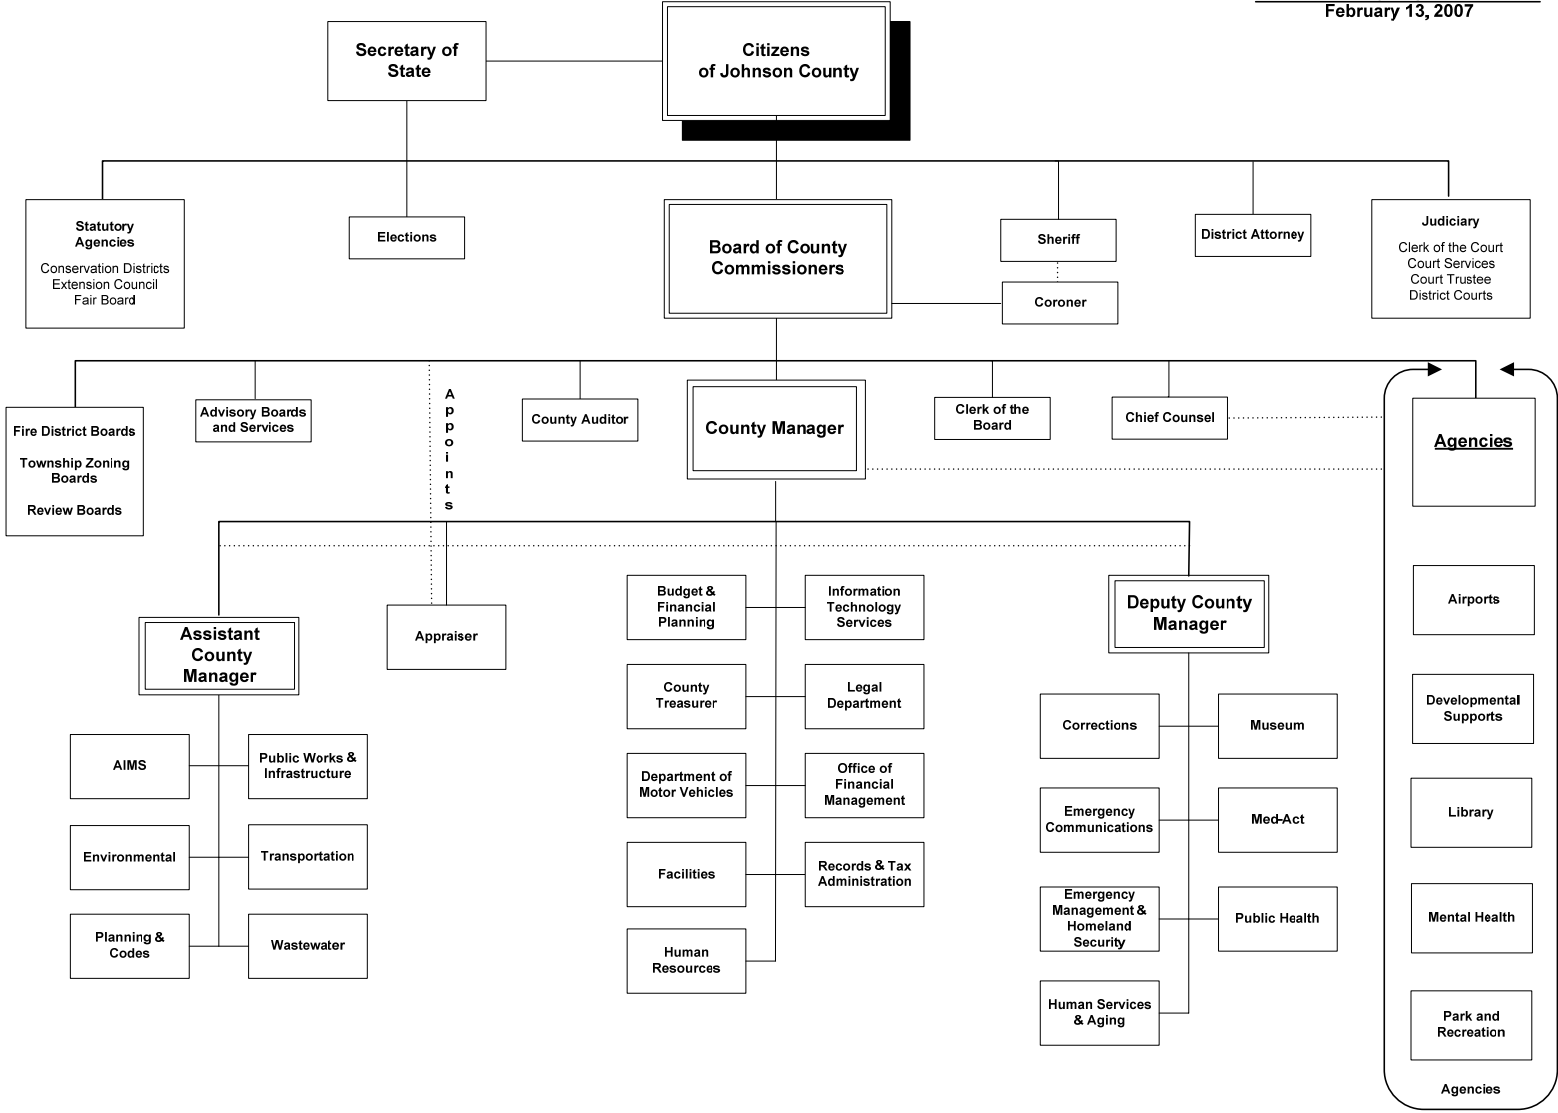 February 13, 2007
Secretary of
State
Citizens
of Johnson County
Statutory
Agencies
Conservation Districts
Extension Council
Fair Board
Elections
Board of County
Commissioners
Sheriff
Coroner
District Attorney
Judiciary
Clerk of the Court
Court Services
Court Trustee
District Courts
Fire District Boards
Township Zoning
Boards
Review Boards
Advisory Boards
and Services
Appoints
County Auditor
County Manager
Clerk of the
Board
Chief Counsel
Agencies
Assistant
County
Manager
Appraiser
Budget &
Financial
Planning
Information
Technology
Services
Deputy County
Manager
Airports
County
Treasurer
Legal
Department
Developmental
Supports
AIMS
Public Works &
Infrastructure
Department of
Motor Vehicles
Office of
Financial
Management
Corrections
Museum
Environmental
Transportation
Facilities
Records & Tax
Administration
Emergency
Communications
Med-Act
Library
Planning &
Codes
Wastewater
Human
Resources
Emergency
Management &
Homeland
Security
Public Health
Mental Health
Human Services
& Aging
Park and
Recreation
Agencies